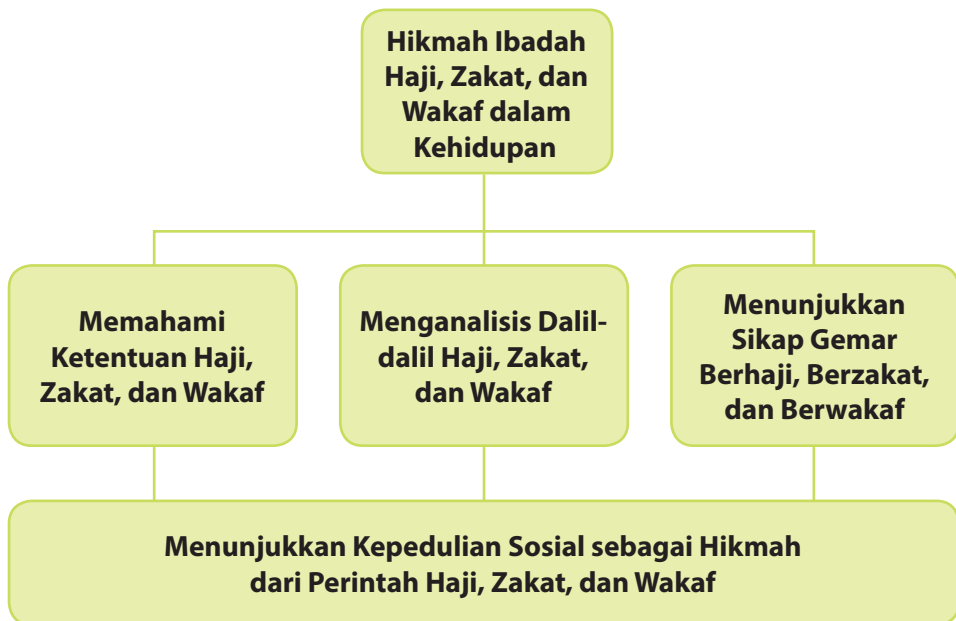 Hikmah Ibadah
Haji, Zakat, dan
Wakaf dalam
Kehidupan
Memahami
Ketentuan Haji,
Zakat, dan Wakaf
Menganalisis Dalil-
dalil Haji, Zakat,
dan Wakaf
Menunjukkan
Sikap Gemar
Berhaji, Berzakat,
dan Berwakaf
Menunjukkan Kepedulian Sosial sebagai Hikmah
dari Perintah Haji, Zakat, dan Wakaf